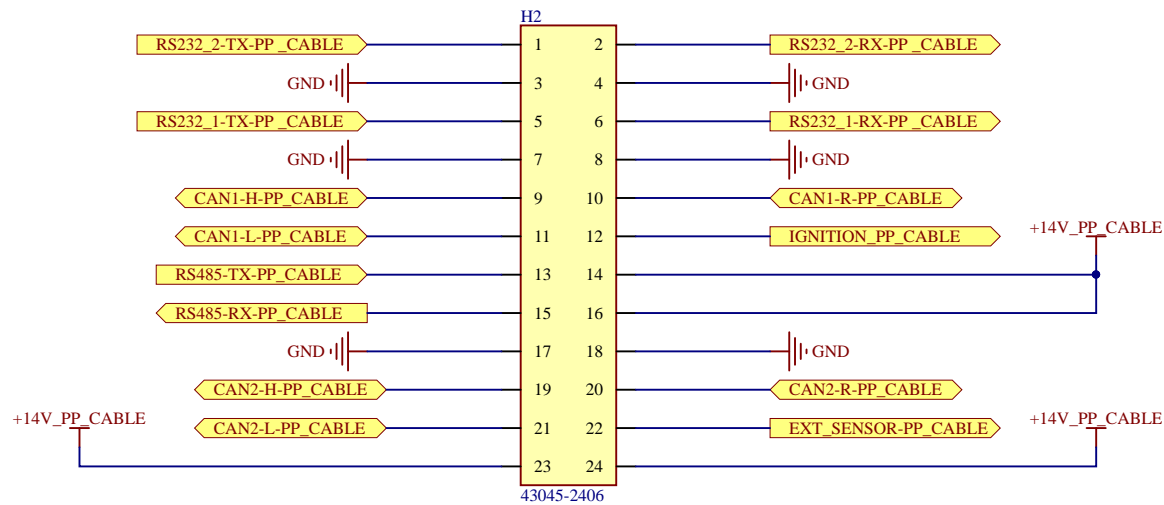 H2
RS232_2-TX-PP _CABLE 1 2 RS232_2-RX-PP _CABLE
GND 3 4 GND
RS232_1-TX-PP _CABLE 5 6 RS232_1-RX-PP _CABLE
GND 7 8 GND
CAN1-H-PP_CABLE 9 10 CAN1-R-PP_CABLE
+14V_PP_CABLE
CAN1-L-PP_CABLE 11 12 IGNITION_PP_CABLE
RS485-TX-PP_CABLE 13 14
RS485-RX-PP_CABLE 15 16
GND 17 18 GND
CAN2-H-PP_CABLE 19 20 CAN2-R-PP_CABLE
+14V_PP_CABLE +14V_PP_CABLE
CAN2-L-PP_CABLE 21 22 EXT_SENSOR-PP_CABLE
23 24
43045-2406